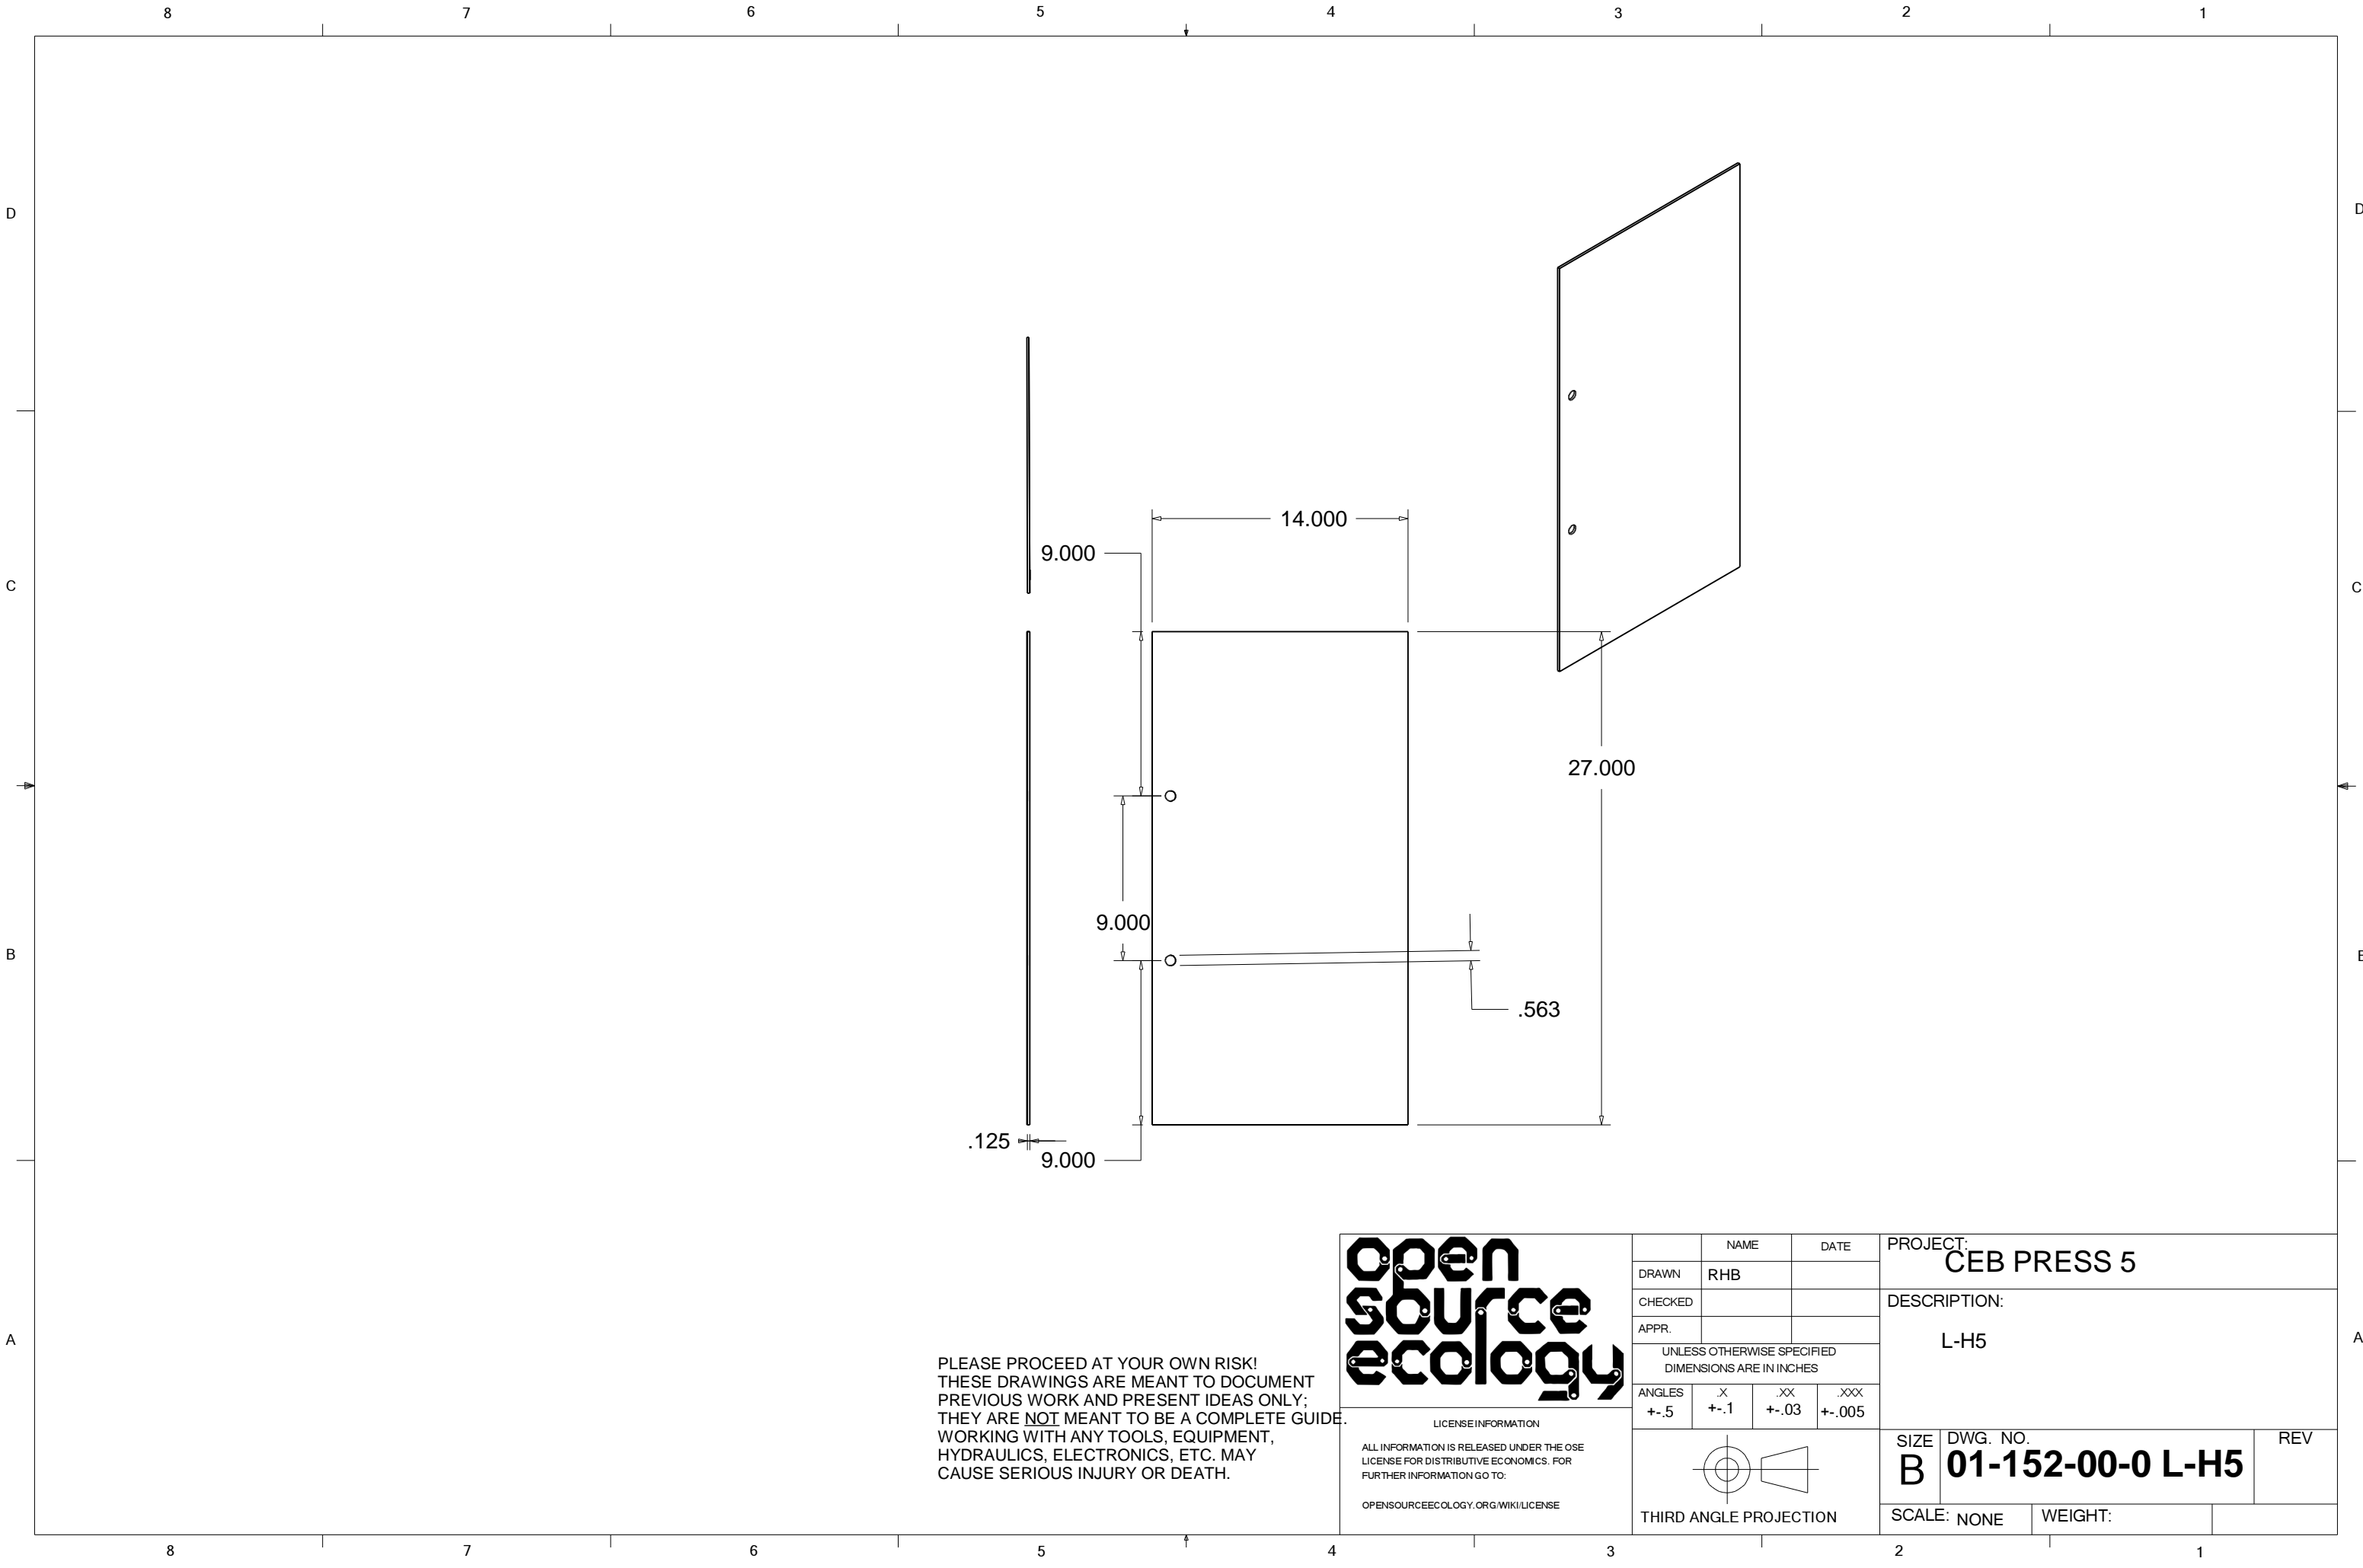 8 7 6 5 4 3 2 1
D D
14.000
9.000
C C
27.000
9.000
B B
.563
.125
9.000
A A
PLEASE PROCEED AT YOUR OWN RISK!
THESE DRAWINGS ARE MEANT TO DOCUMENT
PREVIOUS WORK AND PRESENT IDEAS ONLY;
THEY ARE NOT MEANT TO BE A COMPLETE GUIDE.
WORKING WITH ANY TOOLS, EQUIPMENT,
HYDRAULICS, ELECTRONICS, ETC. MAY
CAUSE SERIOUS INJURY OR DEATH.
open
source
ecology
LICENSE INFORMATION
ALL INFORMATION IS RELEASED UNDER THE OSE
LICENSE FOR DISTRIBUTIVE ECONOMICS. FOR
FURTHER INFORMATION GO TO:
OPENSOURCEECOLOGY.ORG/WIKI/LICENSE
NAME DATE
DRAWN RHB
CHECKED
APPR.
UNLESS OTHERWISE SPECIFIED
DIMENSIONS ARE IN INCHES
ANGLES .X .XX .XXX
+-.5 +-.1 +-.03 +-.005
THIRD ANGLE PROJECTION
PROJECT:
CEB PRESS 5
DESCRIPTION:
L-H5
SIZE DWG. NO. REV
B 01-152-00-0 L-H5
SCALE: NONE WEIGHT:
8 7 6 5 4 3 2 1